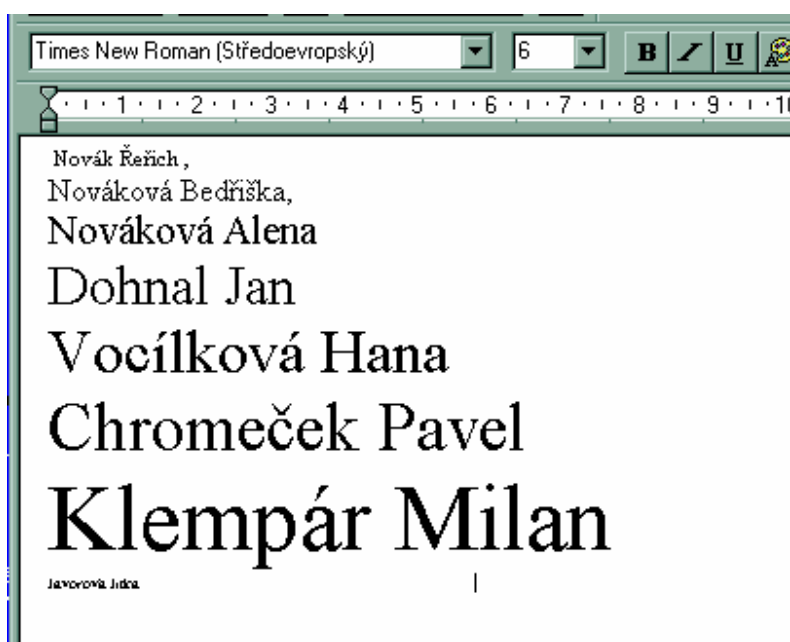 Times New Roman (Středoevropský) 6 B I U A
1 2 3 4 5 6 7 8 9 10
Novák Řeřich ,
Nováková Bedřiška,
Nováková Alena
Dohnal Jan
Vocílková Hana
Chromeček Pavel
Klempár Milan
Javorová Jitka